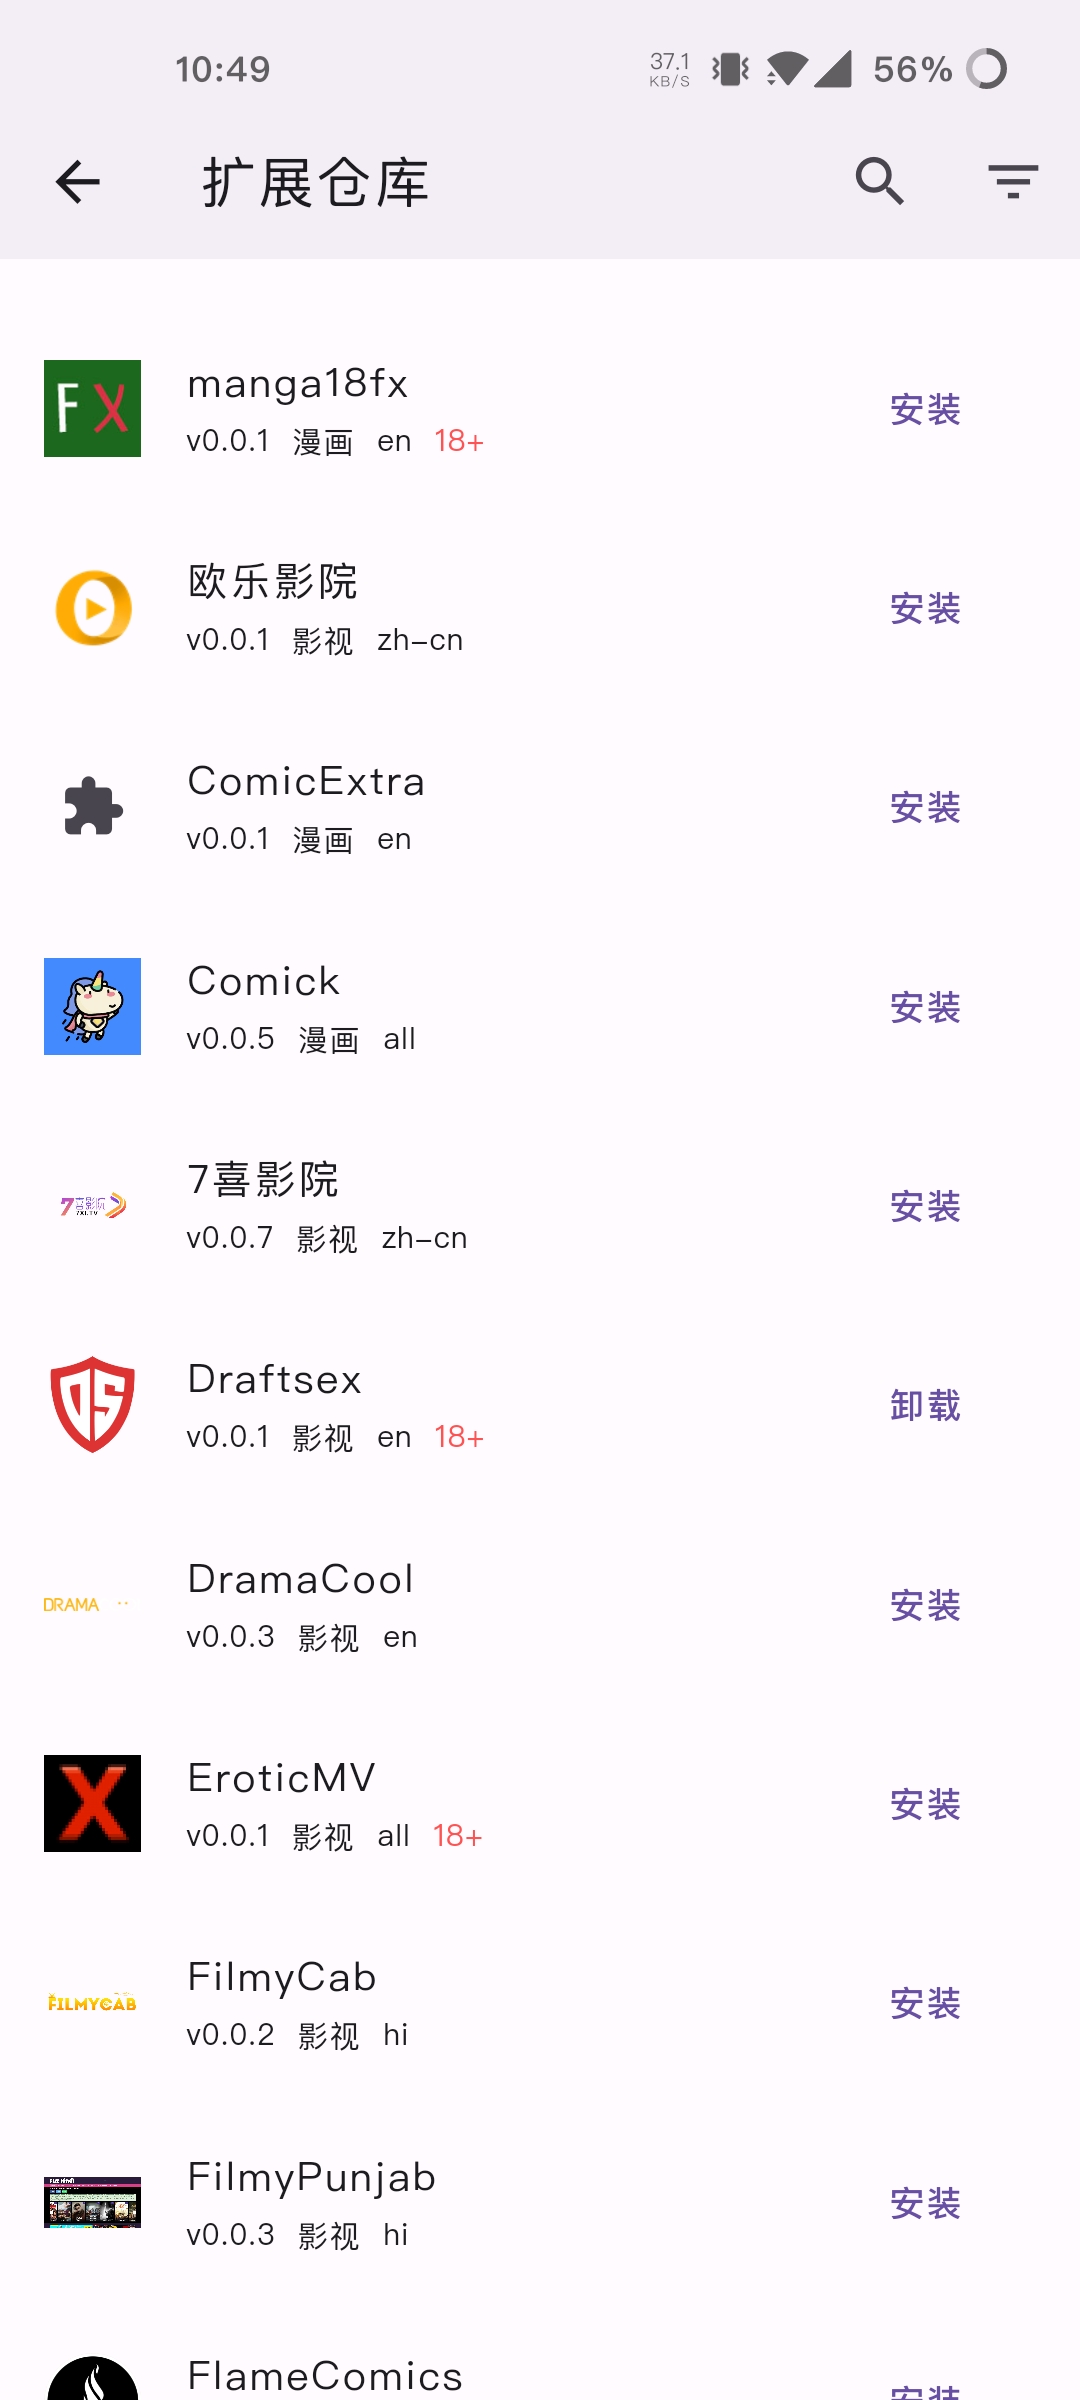 10:49 37.1 KB/S 56%
扩展仓库
FX
manga18fx
v0.0.1 漫画 en 18+
安装
欧乐影院
v0.0.1 影视 zh-cn
安装
ComicExtra
v0.0.1 漫画 en
安装
Comick
v0.0.5 漫画 all
安装
7喜影院
7XI.TV
7喜影院
v0.0.7 影视 zh-cn
安装
DS
Draftsex
v0.0.1 影视 en 18+
卸载
DRAMA
DramaCool
v0.0.3 影视 en
安装
X
EroticMV
v0.0.1 影视 all 18+
安装
FILMYCAB
FilmyCab
v0.0.2 影视 hi
安装
FilmyPunjab
v0.0.3 影视 hi
安装
FlameComics
安装